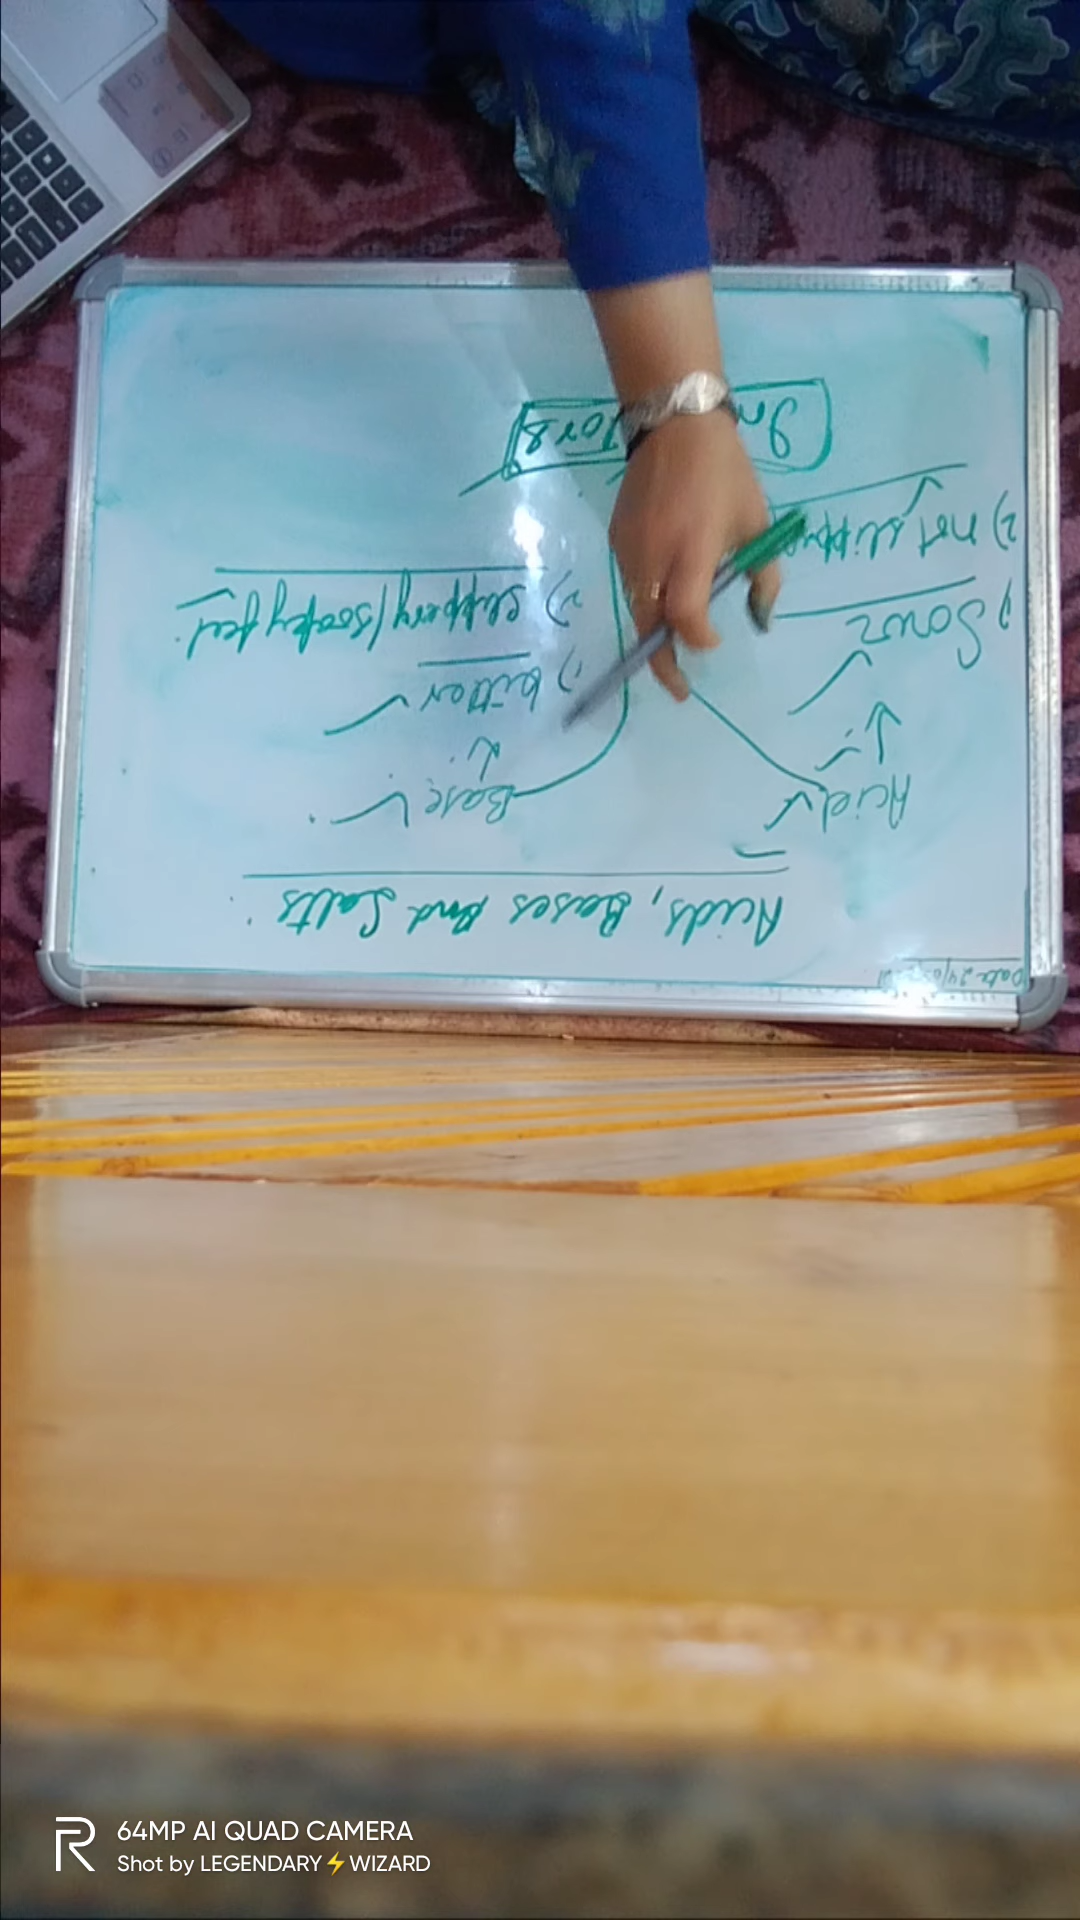 Acids, Bases And Salts
Acid
Base
1) Sour
2) not slippery
1) bitter
2) slippery/soapy feel
64MP AI QUAD CAMERA
Shot by LEGENDARY⚡WIZARD